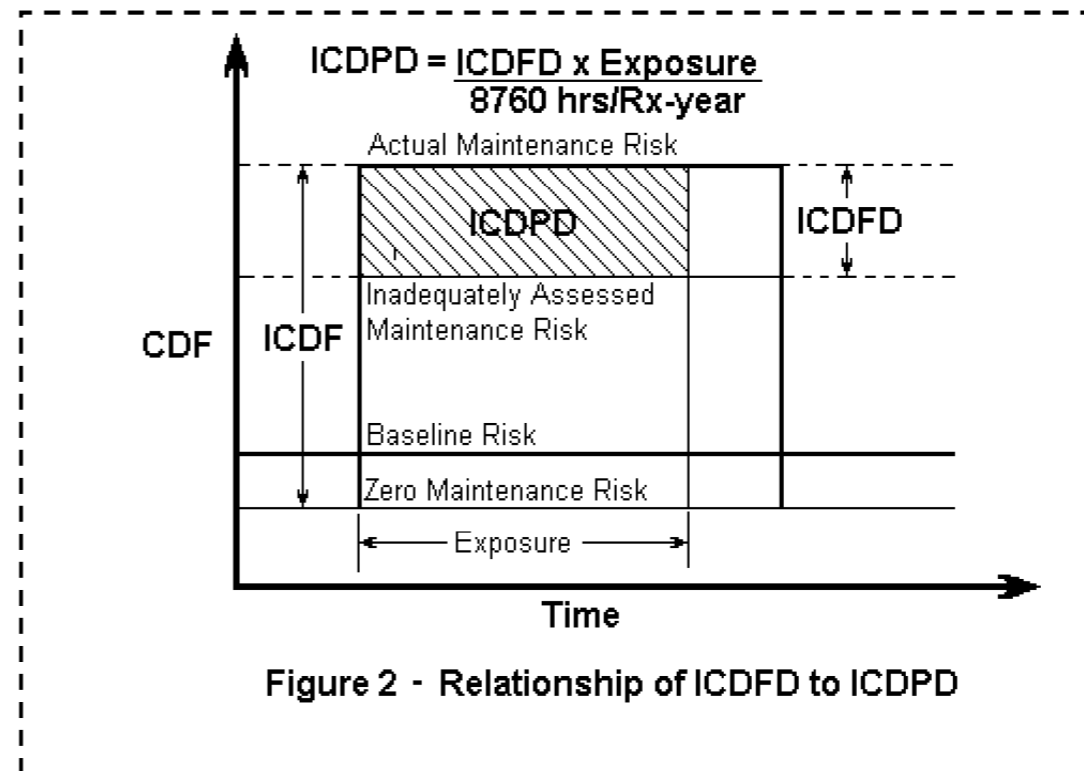 ICDPD = ICDFD x Exposure
8760 hrs/Rx-year
Actual Maintenance Risk
ICDPD
ICDFD
Inadequately Assessed
Maintenance Risk
CDF
ICDF
Baseline Risk
Zero Maintenance Risk
Exposure
Time
Figure 2 - Relationship of ICDFD to ICDPD